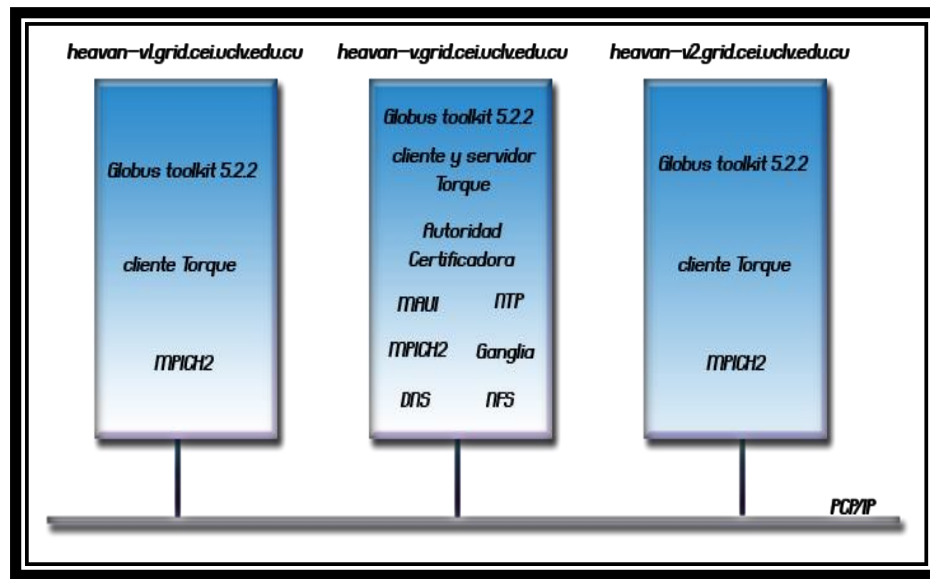 heavan-v1.grid.cei.uclv.edu.cu
heavan-v.grid.cei.uclv.edu.cu
heavan-v2.grid.cei.uclv.edu.cu
Globus toolkit 5.2.2
cliente Torque
MPICH2
Globus toolkit 5.2.2
cliente y servidor
Torque
Autoridad
Certificadora
MAUI NTP
MPICH2 Ganglia
DNS NFS
Globus toolkit 5.2.2
cliente Torque
MPICH2
PCP/IP